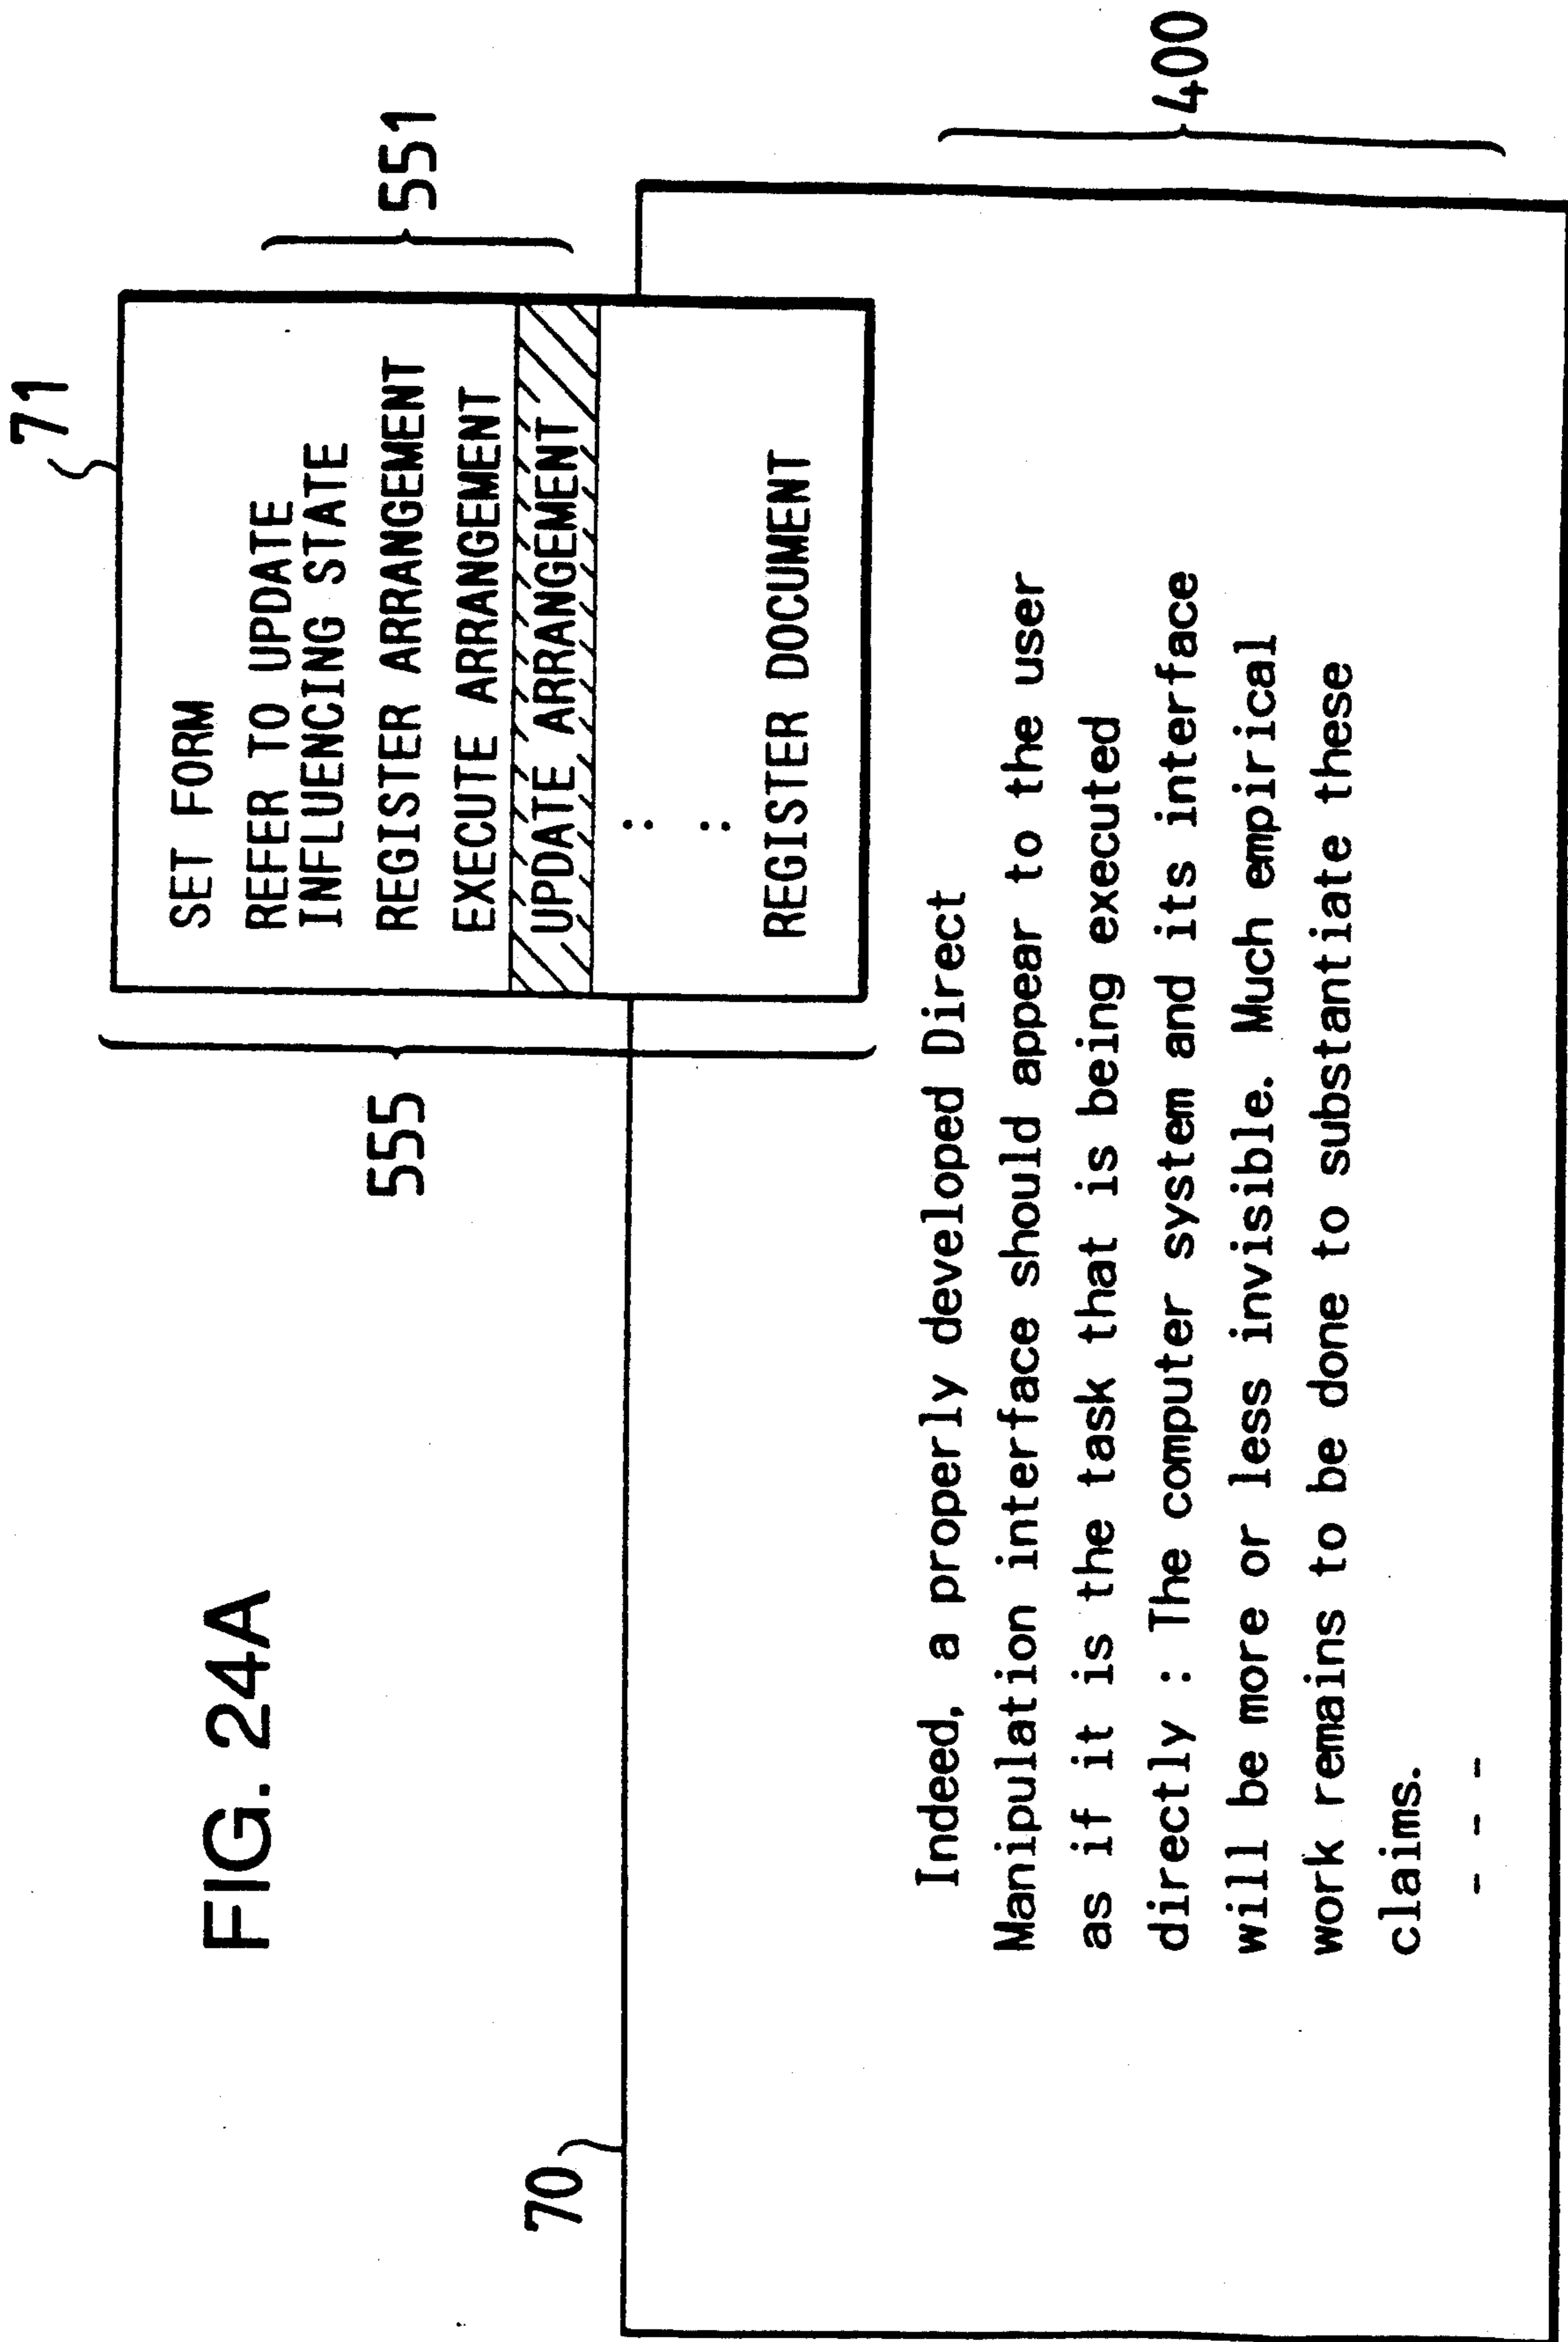 FIG. 24A
71
SET FORM
REFER TO UPDATE
INFLUENCING STATE
REGISTER ARRANGEMENT
EXECUTE ARRANGEMENT
UPDATE ARRANGEMENT
: :
REGISTER DOCUMENT
551
555
70
Indeed, a properly developed Direct
Manipulation interface should appear to the user
as if it is the task that is being executed
directly : The computer system and its interface
will be more or less invisible. Much empirical
work remains to be done to substantiate these
claims.
- - -
400